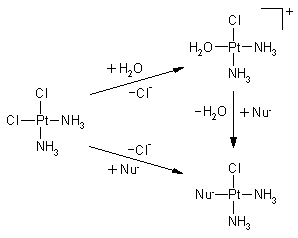 Cl
]+
H2O Pt NH3
NH3
+H2O
−Cl-
Cl
Cl Pt NH3
NH3
−H2O +Nu-
−Cl-
+Nu-
Cl
Nu- Pt NH3
NH3